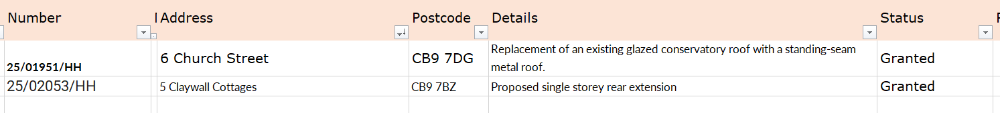 Number Address Postcode Details Status
6 Church Street CB9 7DG Replacement of an existing glazed conservatory roof with a standing-seam Granted
25/01951/HH metal roof.
25/02053/HH 5 Claywall Cottages CB9 7BZ Proposed single storey rear extension Granted